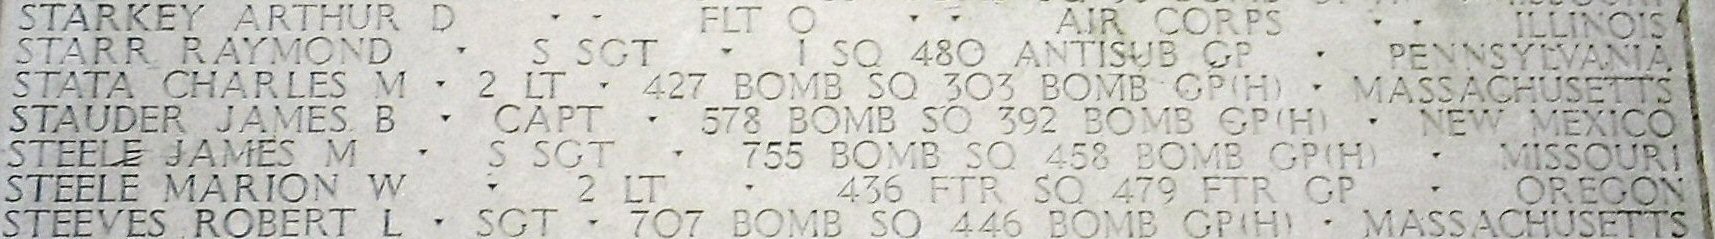 STARKEY ARTHUR D · · FLT O · · AIR CORPS · · ILLINOIS
STARR RAYMOND · S SGT · 1 SQ 480 ANTISUB GP · PENNSYLVANIA
STATA CHARLES M · 2 LT · 427 BOMB SQ 303 BOMB GP(H) · MASSACHUSETTS
STAUDER JAMES B · CAPT · 578 BOMB SQ 392 BOMB GP(H) · NEW MEXICO
STEELE JAMES M · S SGT · 755 BOMB SQ 458 BOMB GP(H) · MISSOURI
STEELE MARION W · 2 LT · 436 FTR SQ 479 FTR GP · OREGON
STEEVES ROBERT L · SGT · 707 BOMB SQ 446 BOMB GP(H) · MASSACHUSETTS